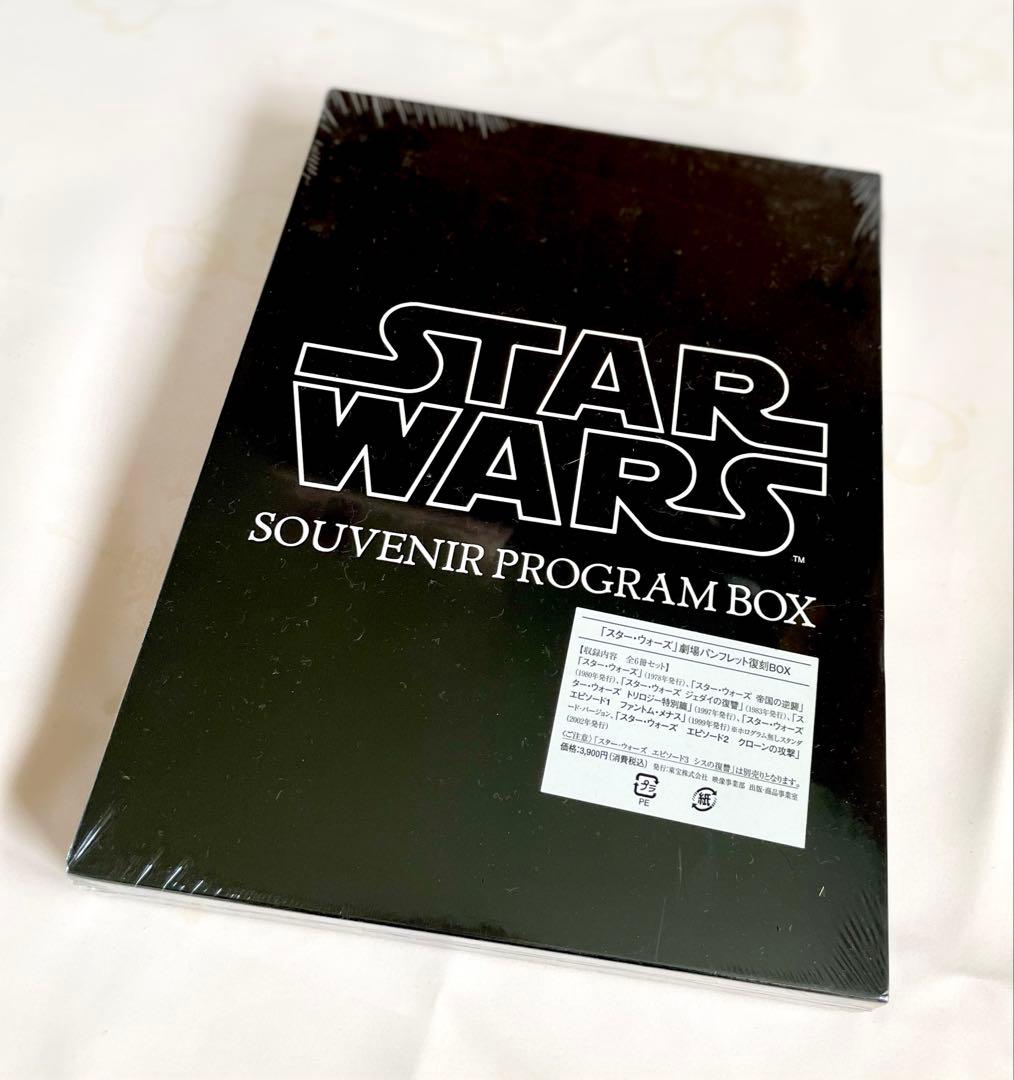 STAR
WARS
TM
SOUVENIR PROGRAM BOX
「スター・ウォーズ」劇場パンフレット復刻BOX
【収録内容 全6冊セット】
「スター・ウォーズ」(1978年発行)、「スター・ウォーズ 帝国の逆襲」
(1980年発行)、「スター・ウォーズ ジェダイの復讐」(1983年発行)、「ス
ター・ウォーズ トリロジー特別篇」(1997年発行)、「スター・ウォーズ
エピソード1 ファントム・メナス」(1999年発行)※ホログラム無しスタンダ
ード・バージョン、「スター・ウォーズ エピソード2 クローンの攻撃」
(2002年発行)
〈ご注意〉「スター・ウォーズ エピソード3 シスの復讐」は別売りとなります。
価格:3,900円(消費税込) 発行:東宝株式会社 映像事業部 出版・商品事業室
プラ
PE
紙